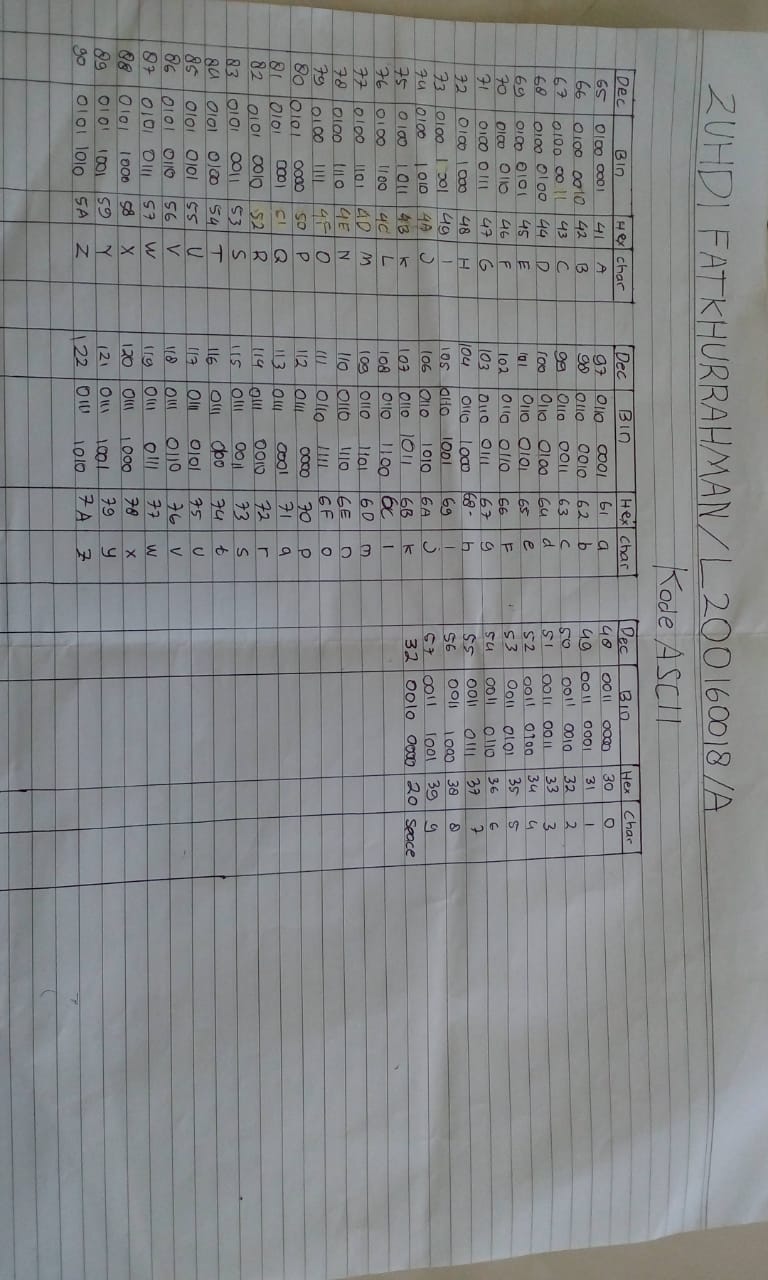 ZUHDI FATKHURRAHMAN/L200160018/A
Kode ASCII
Dec Bin Hex char
65 0100 0001 41 A
66 0100 0010 42 B
67 0100 0011 43 C
68 0100 0100 44 D
69 0100 0101 45 E
70 0100 0110 46 F
71 0100 0111 47 G
72 0100 1000 48 H
73 0100 1001 49 I
74 0100 1010 4A J
75 0100 1011 4B K
76 0100 1100 4C L
77 0100 1101 4D M
78 0100 1110 4E N
79 0100 1111 4F O
80 0101 0000 50 P
81 0101 0001 51 Q
82 0101 0010 52 R
83 0101 0011 53 S
84 0101 0100 54 T
85 0101 0101 55 U
86 0101 0110 56 V
87 0101 0111 57 W
88 0101 1000 58 X
89 0101 1001 59 Y
90 0101 1010 5A Z
Dec Bin Hex char
97 0110 0001 61 a
98 0110 0010 62 b
99 0110 0011 63 c
100 0110 0100 64 d
101 0110 0101 65 e
102 0110 0110 66 F
103 0110 0111 67 g
104 0110 1000 68 h
105 0110 1001 69 i
106 0110 1010 6A j
107 0110 1011 6B k
108 0110 1100 6C l
109 0110 1101 6D m
110 0110 1110 6E n
111 0110 1111 6F o
112 0111 0000 70 p
113 0111 0001 71 q
114 0111 0010 72 r
115 0111 0011 73 s
116 0111 0100 74 t
117 0111 0101 75 u
118 0111 0110 76 v
119 0111 0111 77 w
120 0111 1000 78 x
121 0111 1001 79 y
122 0111 1010 7A z
Dec Bin Hex Char
48 0011 0000 30 0
49 0011 0001 31 1
50 0011 0010 32 2
51 0011 0011 33 3
52 0011 0100 34 4
53 0011 0101 35 5
54 0011 0110 36 6
55 0011 0111 37 7
56 0011 1000 38 8
57 0011 1001 39 9
32 0010 0000 20 space